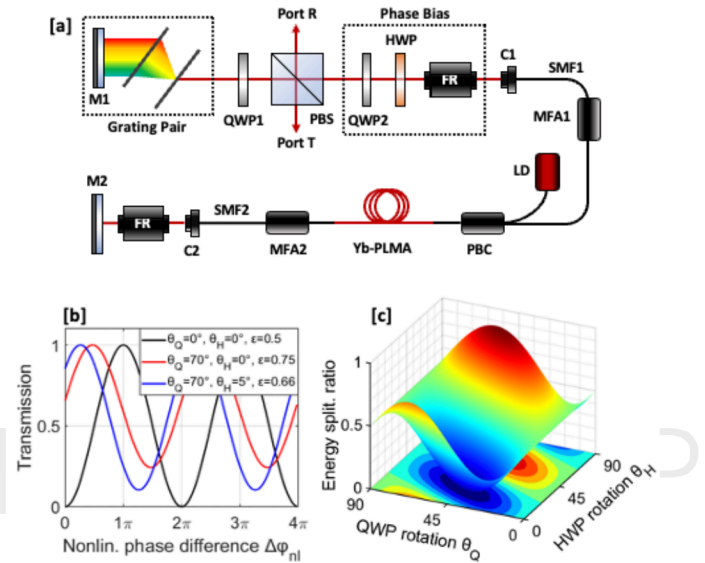 [a]
Port R
Phase Bias
HWP
C1
SMF1
FR
M1
QWP1
PBS
QWP2
MFA1
Grating Pair
Port T
LD
M2
SMF2
FR
C2
MFA2
Yb-PLMA
PBC
[b]
[c]
θQ=0°, θH=0°, ε=0.5
θQ=70°, θH=0°, ε=0.75
θQ=70°, θH=5°, ε=0.66
Transmission
1
0.5
0
0 1π 2π 3π 4π
Nonlin. phase difference Δφnl
Energy split. ratio
1
0.5
0
90
45
0
QWP rotation θQ
0
45
90
HWP rotation θH